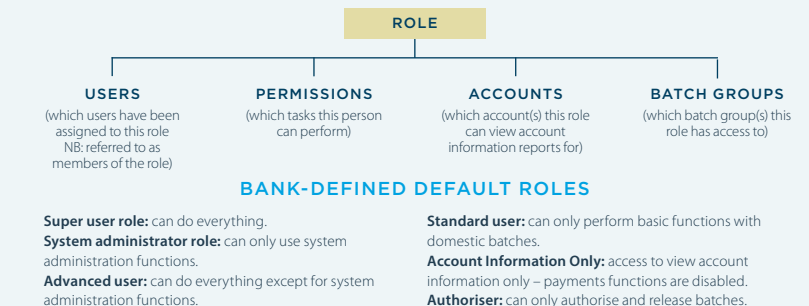 ROLE
USERS
(which users have been
assigned to this role
NB: referred to as
members of the role)
PERMISSIONS
(which tasks this person
can perform)
ACCOUNTS
(which account(s) this role
can view account
information reports for)
BATCH GROUPS
(which batch group(s) this
role has access to)
BANK-DEFINED DEFAULT ROLES
Super user role: can do everything.
System administrator role: can only use system
administration functions.
Advanced user: can do everything except for system
administration functions.
Standard user: can only perform basic functions with
domestic batches.
Account Information Only: access to view account
information only – payments functions are disabled.
Authoriser: can only authorise and release batches.